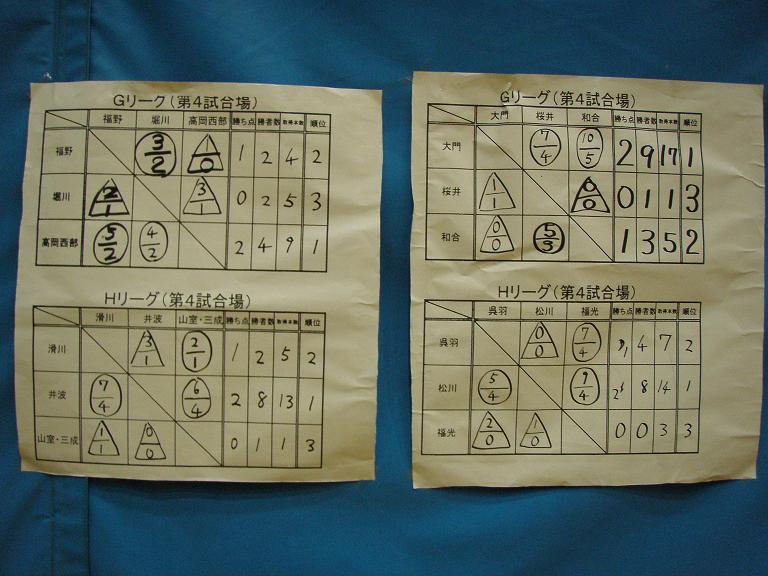 Gリーグ(第4試合場)
福野 堀川 高岡西部 勝ち点 勝者数 取得本数 順位
福野 3/2 1/0 1 2 4 2
堀川 2/1 3/1 0 2 5 3
高岡西部 5/2 4/2 2 4 9 1
Hリーグ(第4試合場)
滑川 井波 山室・三成 勝ち点 勝者数 取得本数 順位
滑川 3/1 2/1 1 2 5 2
井波 7/4 6/4 2 8 13 1
山室・三成 1/1 0/0 0 1 1 3
Gリーグ(第4試合場)
大門 桜井 和合 勝ち点 勝者数 取得本数 順位
大門 7/4 10/5 2 9 17 1
桜井 1/1 0/0 0 1 1 3
和合 0/0 5/3 1 3 5 2
Hリーグ(第4試合場)
呉羽 松川 福光 勝ち点 勝者数 取得本数 順位
呉羽 0/0 7/4 1 4 7 2
松川 5/4 9/4 2 8 14 1
福光 2/0 1/0 0 0 3 3